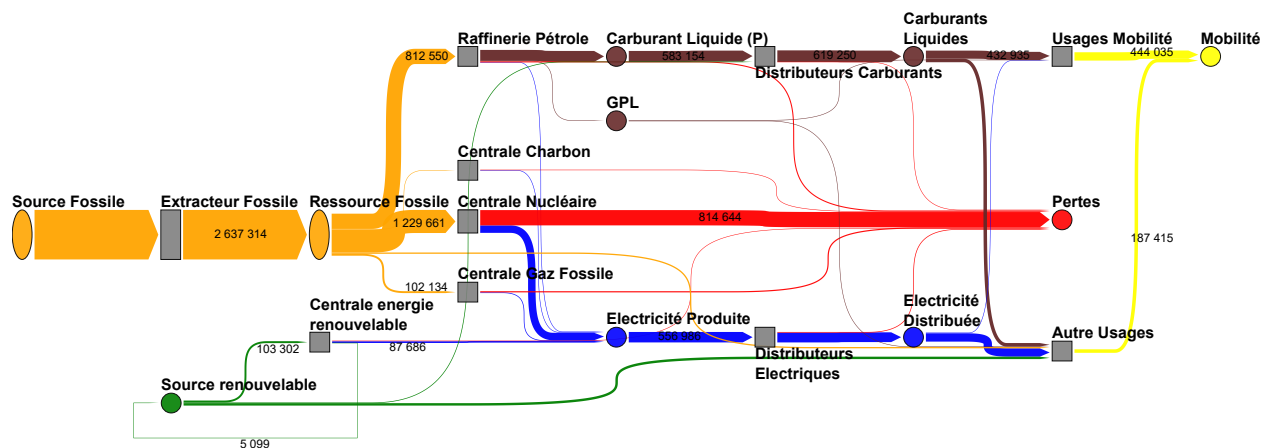 Carburants
Liquides
Raffinerie Pétrole
Carburant Liquide (P)
Usages Mobilité
Mobilité
812 550
583 154
619 250
432 935
444 035
Distributeurs Carburants
GPL
Centrale Charbon
Source Fossile
Extracteur Fossile
Ressource Fossile
Centrale Nucléaire
Pertes
1 229 661
814 644
2 637 314
187 415
Centrale Gaz Fossile
102 134
Centrale energie
renouvelable
Electricité Produite
Electricité
Distribuée
Autre Usages
103 302
87 686
556 986
Distributeurs
Electriques
Source renouvelable
5 099